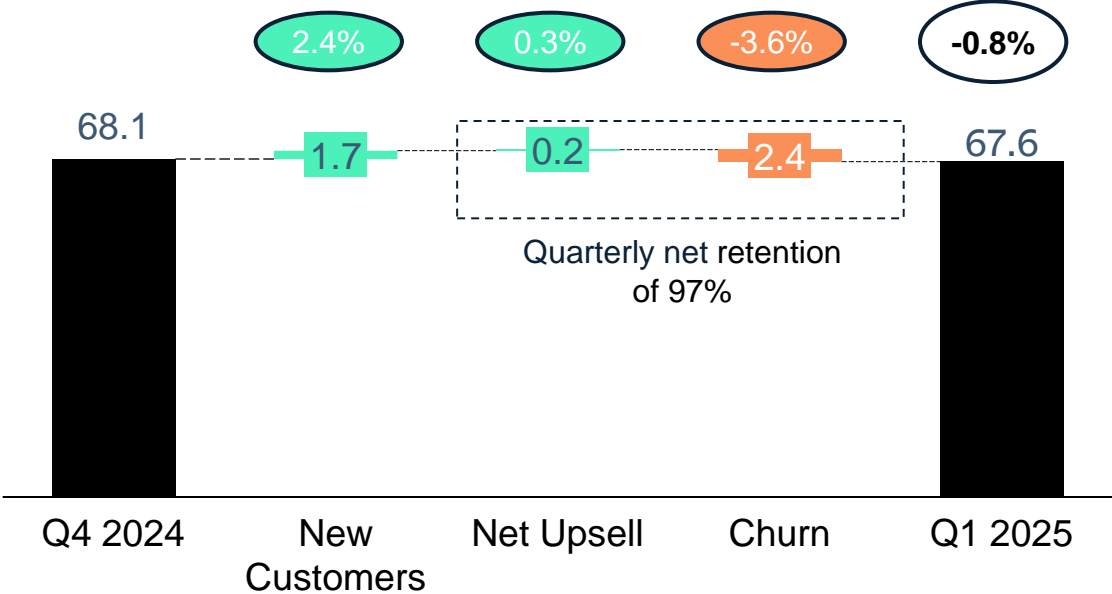 2.4%
0.3%
-3.6%
-0.8%
68.1
1.7
0.2
2.4
67.6
Quarterly net retention
of 97%
Q4 2024
New
Customers
Net Upsell
Churn
Q1 2025